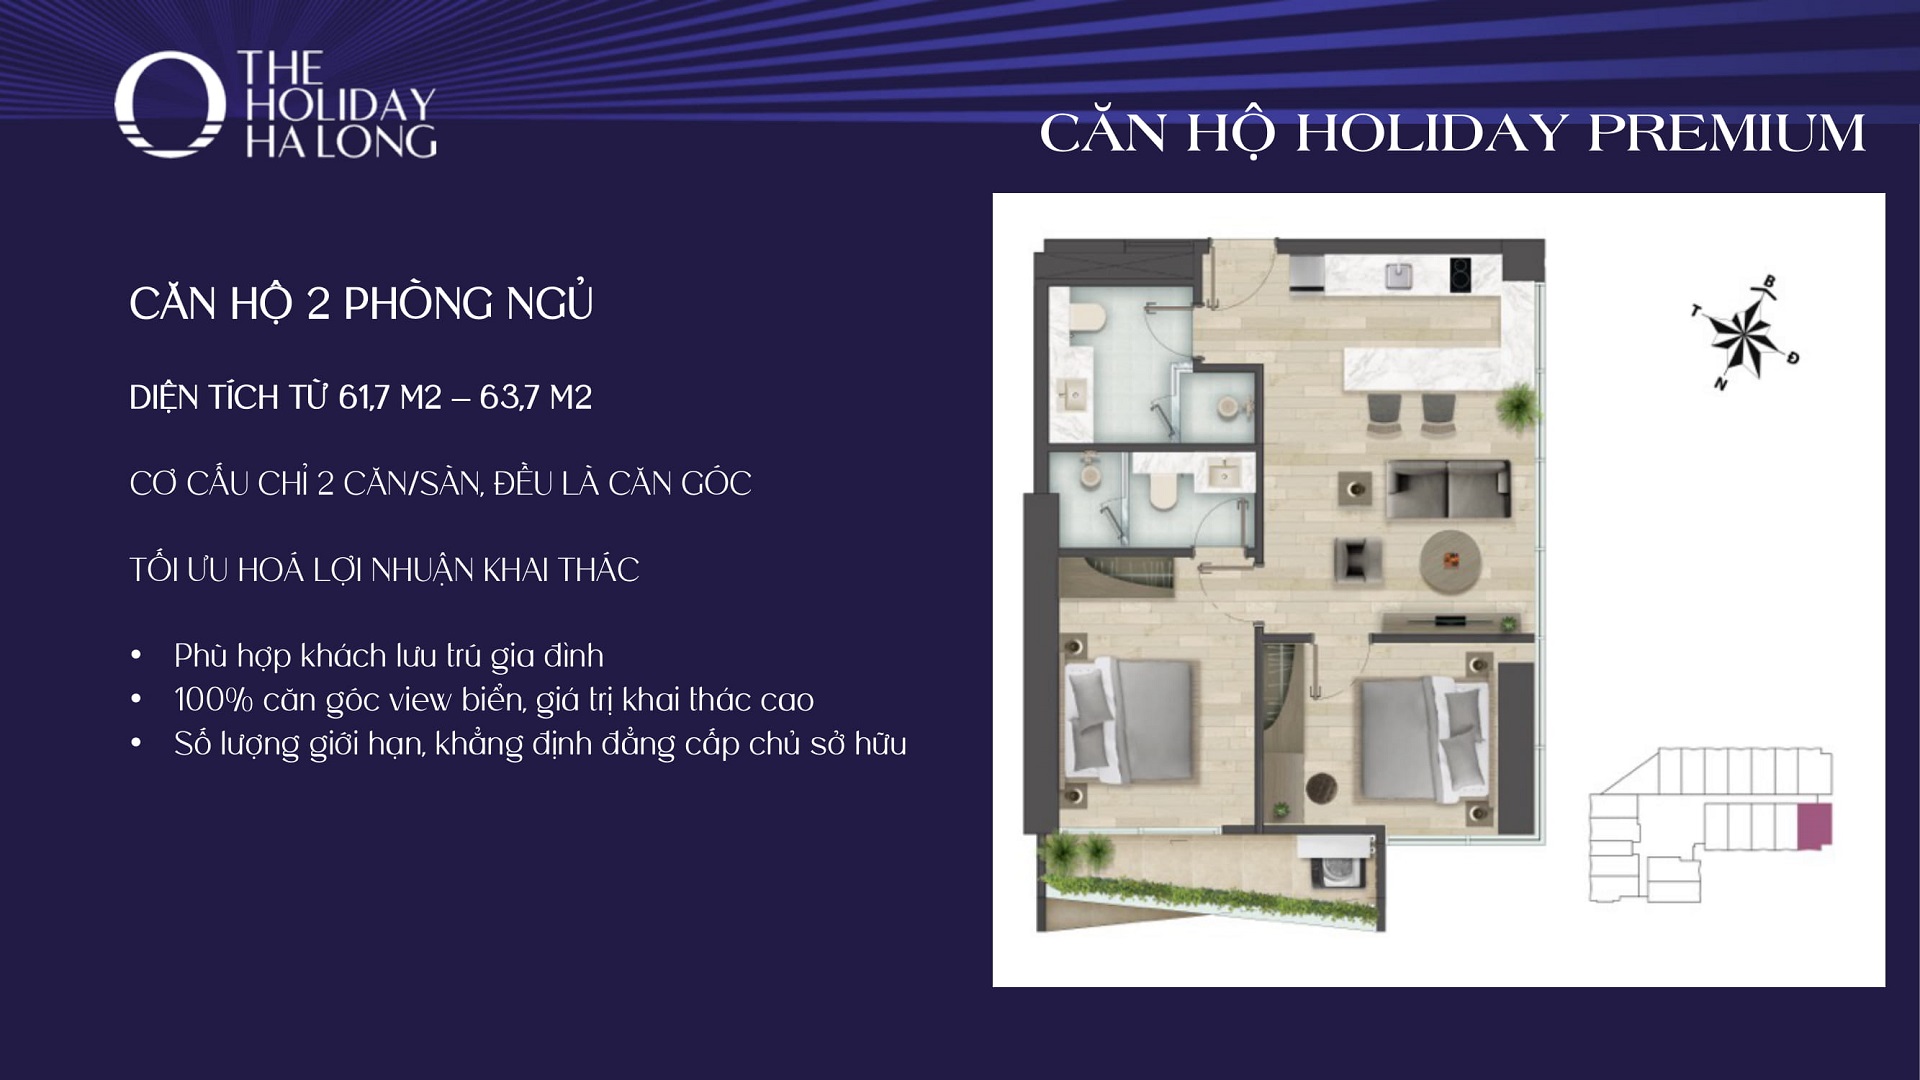 THE
HOLIDAY
HA LONG
CĂN HỘ HOLIDAY PREMIUM
CĂN HỘ 2 PHÒNG NGỦ
DIỆN TÍCH TỪ 61,7 M2 – 63,7 M2
CƠ CẤU CHỈ 2 CĂN/SÀN, ĐỀU LÀ CĂN GÓC
TỐI ƯU HOÁ LỢI NHUẬN KHAI THÁC
• Phù hợp khách lưu trú gia đình
• 100% căn góc view biển, giá trị khai thác cao
• Số lượng giới hạn, khẳng định đẳng cấp chủ sở hữu
B
T
Đ
N